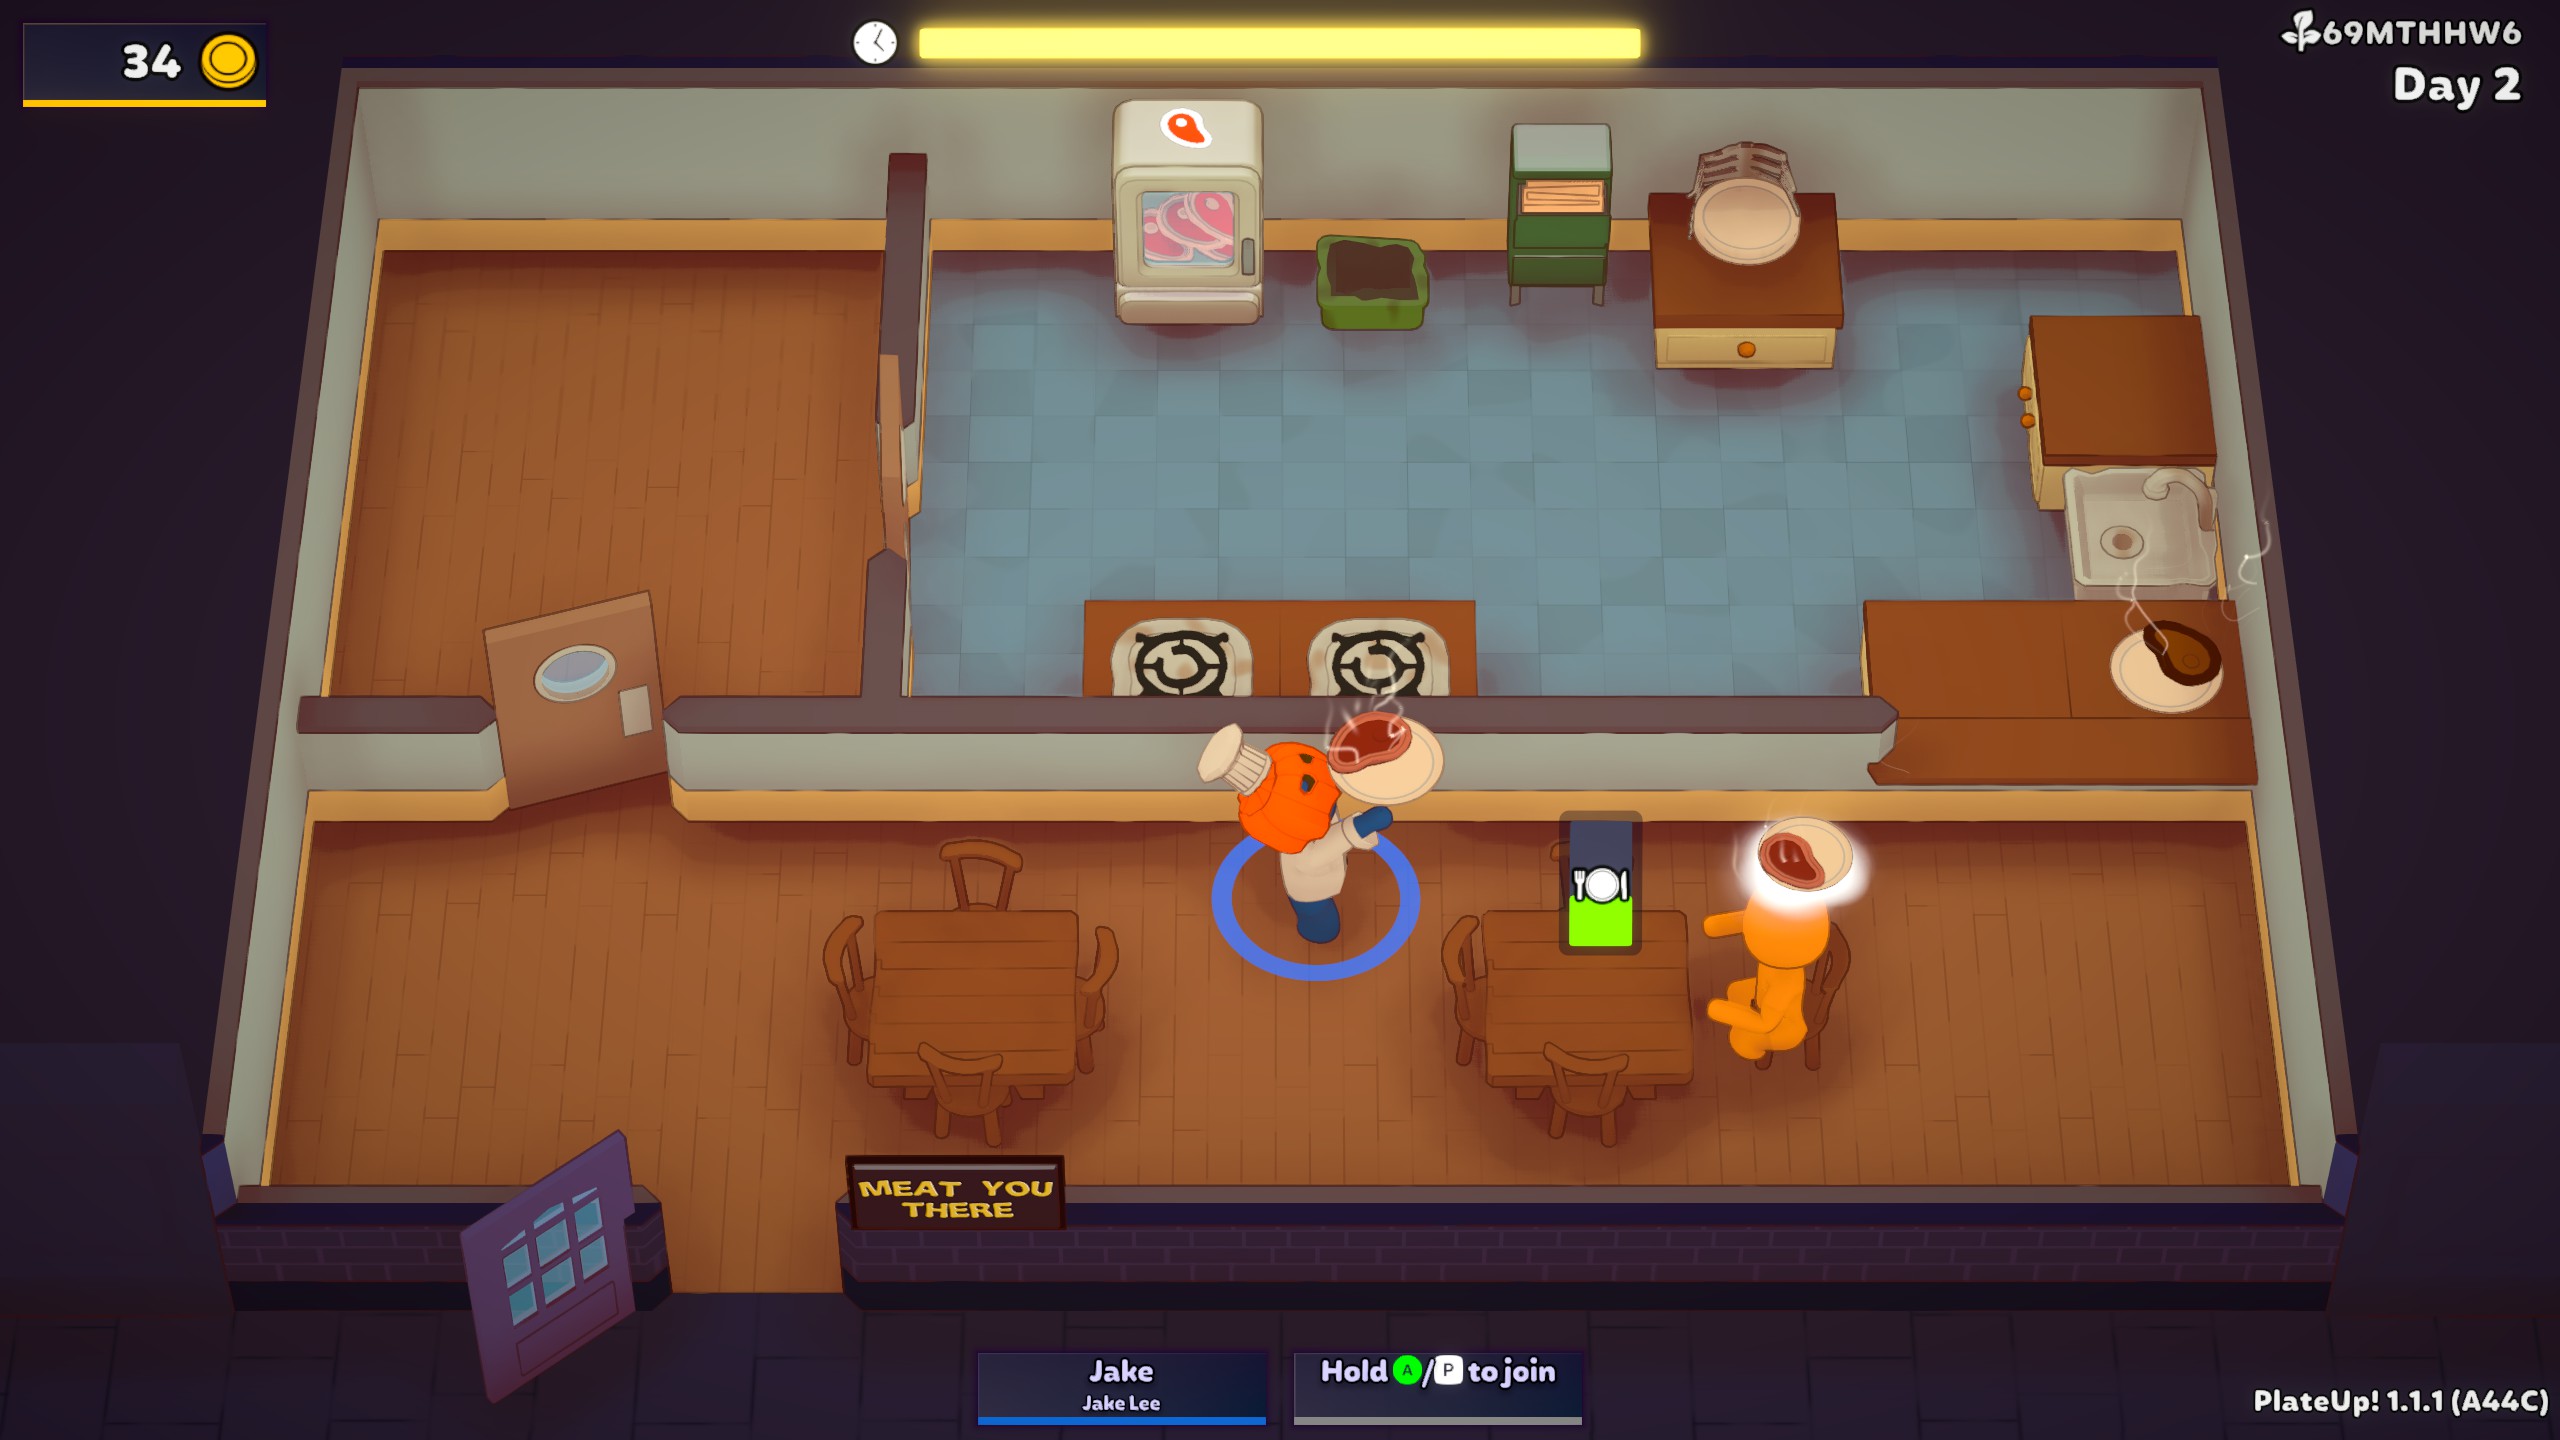 34
69MTHHW6
Day 2
MEAT YOU
THERE
Jake
Jake Lee
Hold A/P to join
PlateUp! 1.1.1 (A44C)